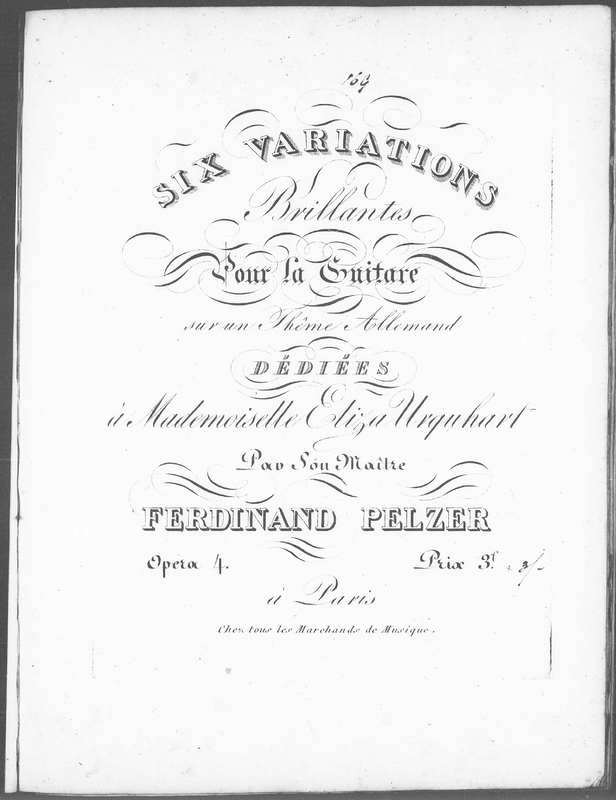 169
SIX VARIATIONS
Brillantes
Pour la Guitare
sur un Thême Allemand
DÉDIÉES
à Mademoiselle Eliza Urquhart
Par Son Maître
FERDINAND PELZER
Opera 4. Prix 3f
à Paris
Chez tous les Marchands de Musique.